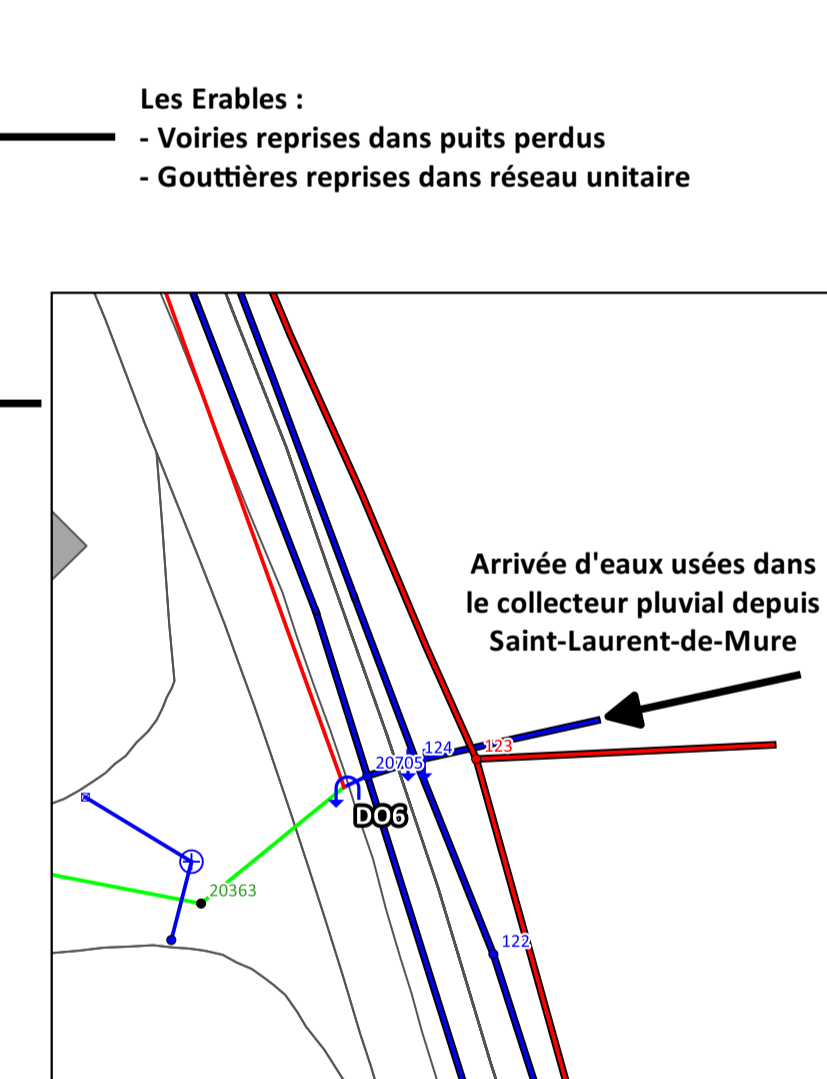 Les Erables :
- Voiries reprises dans puits perdus
- Gouttières reprises dans réseau unitaire
Arrivée d'eaux usées dans
le collecteur pluvial depuis
Saint-Laurent-de-Mure
124
123
20705
DO6
20363
122